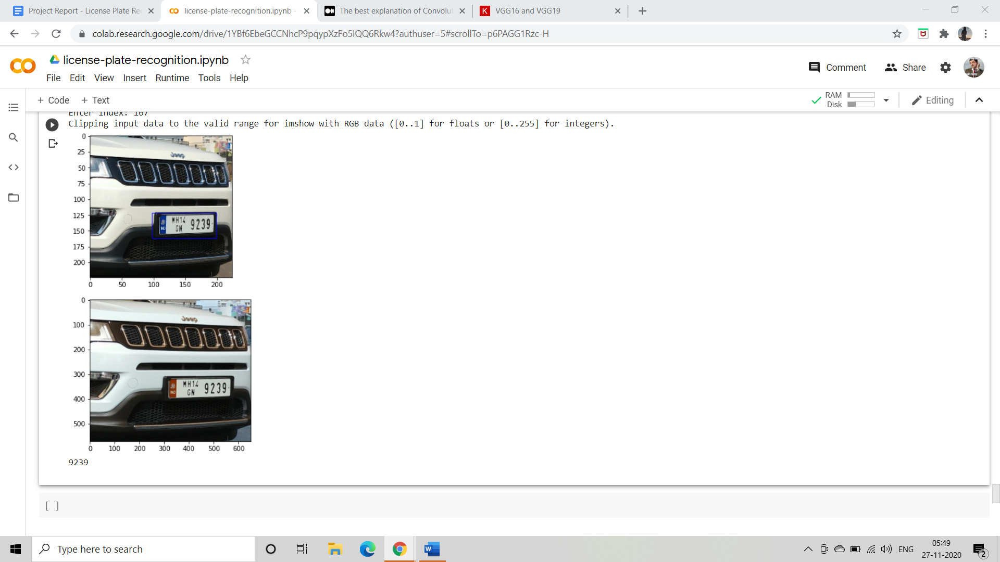 Project Report - License Plate Rec
license-plate-recognition.ipynb -
The best explanation of Convolut
K VGG16 and VGG19
colab.research.google.com/drive/1YBf6EbeGCCNhcP9pqypXzFo5IQQ6Rkw4?authuser=5#scrollTo=p6PAGG1Rzc-H
CO license-plate-recognition.ipynb
Comment Share
File Edit View Insert Runtime Tools Help
+ Code + Text
RAM
Disk
Editing
Enter index: 167
Clipping input data to the valid range for imshow with RGB data ([0..1] for floats or [0..255] for integers).
0
25
50
75
100
125
150
175
200
Jeep
MH14
GN 9239
IND
0 50 100 150 200
0
100
200
300
400
500
Jeep
MH14
GN 9239
IND
0 100 200 300 400 500 600
9239
[ ]
Type here to search
W
ENG
05:49
27-11-2020
2